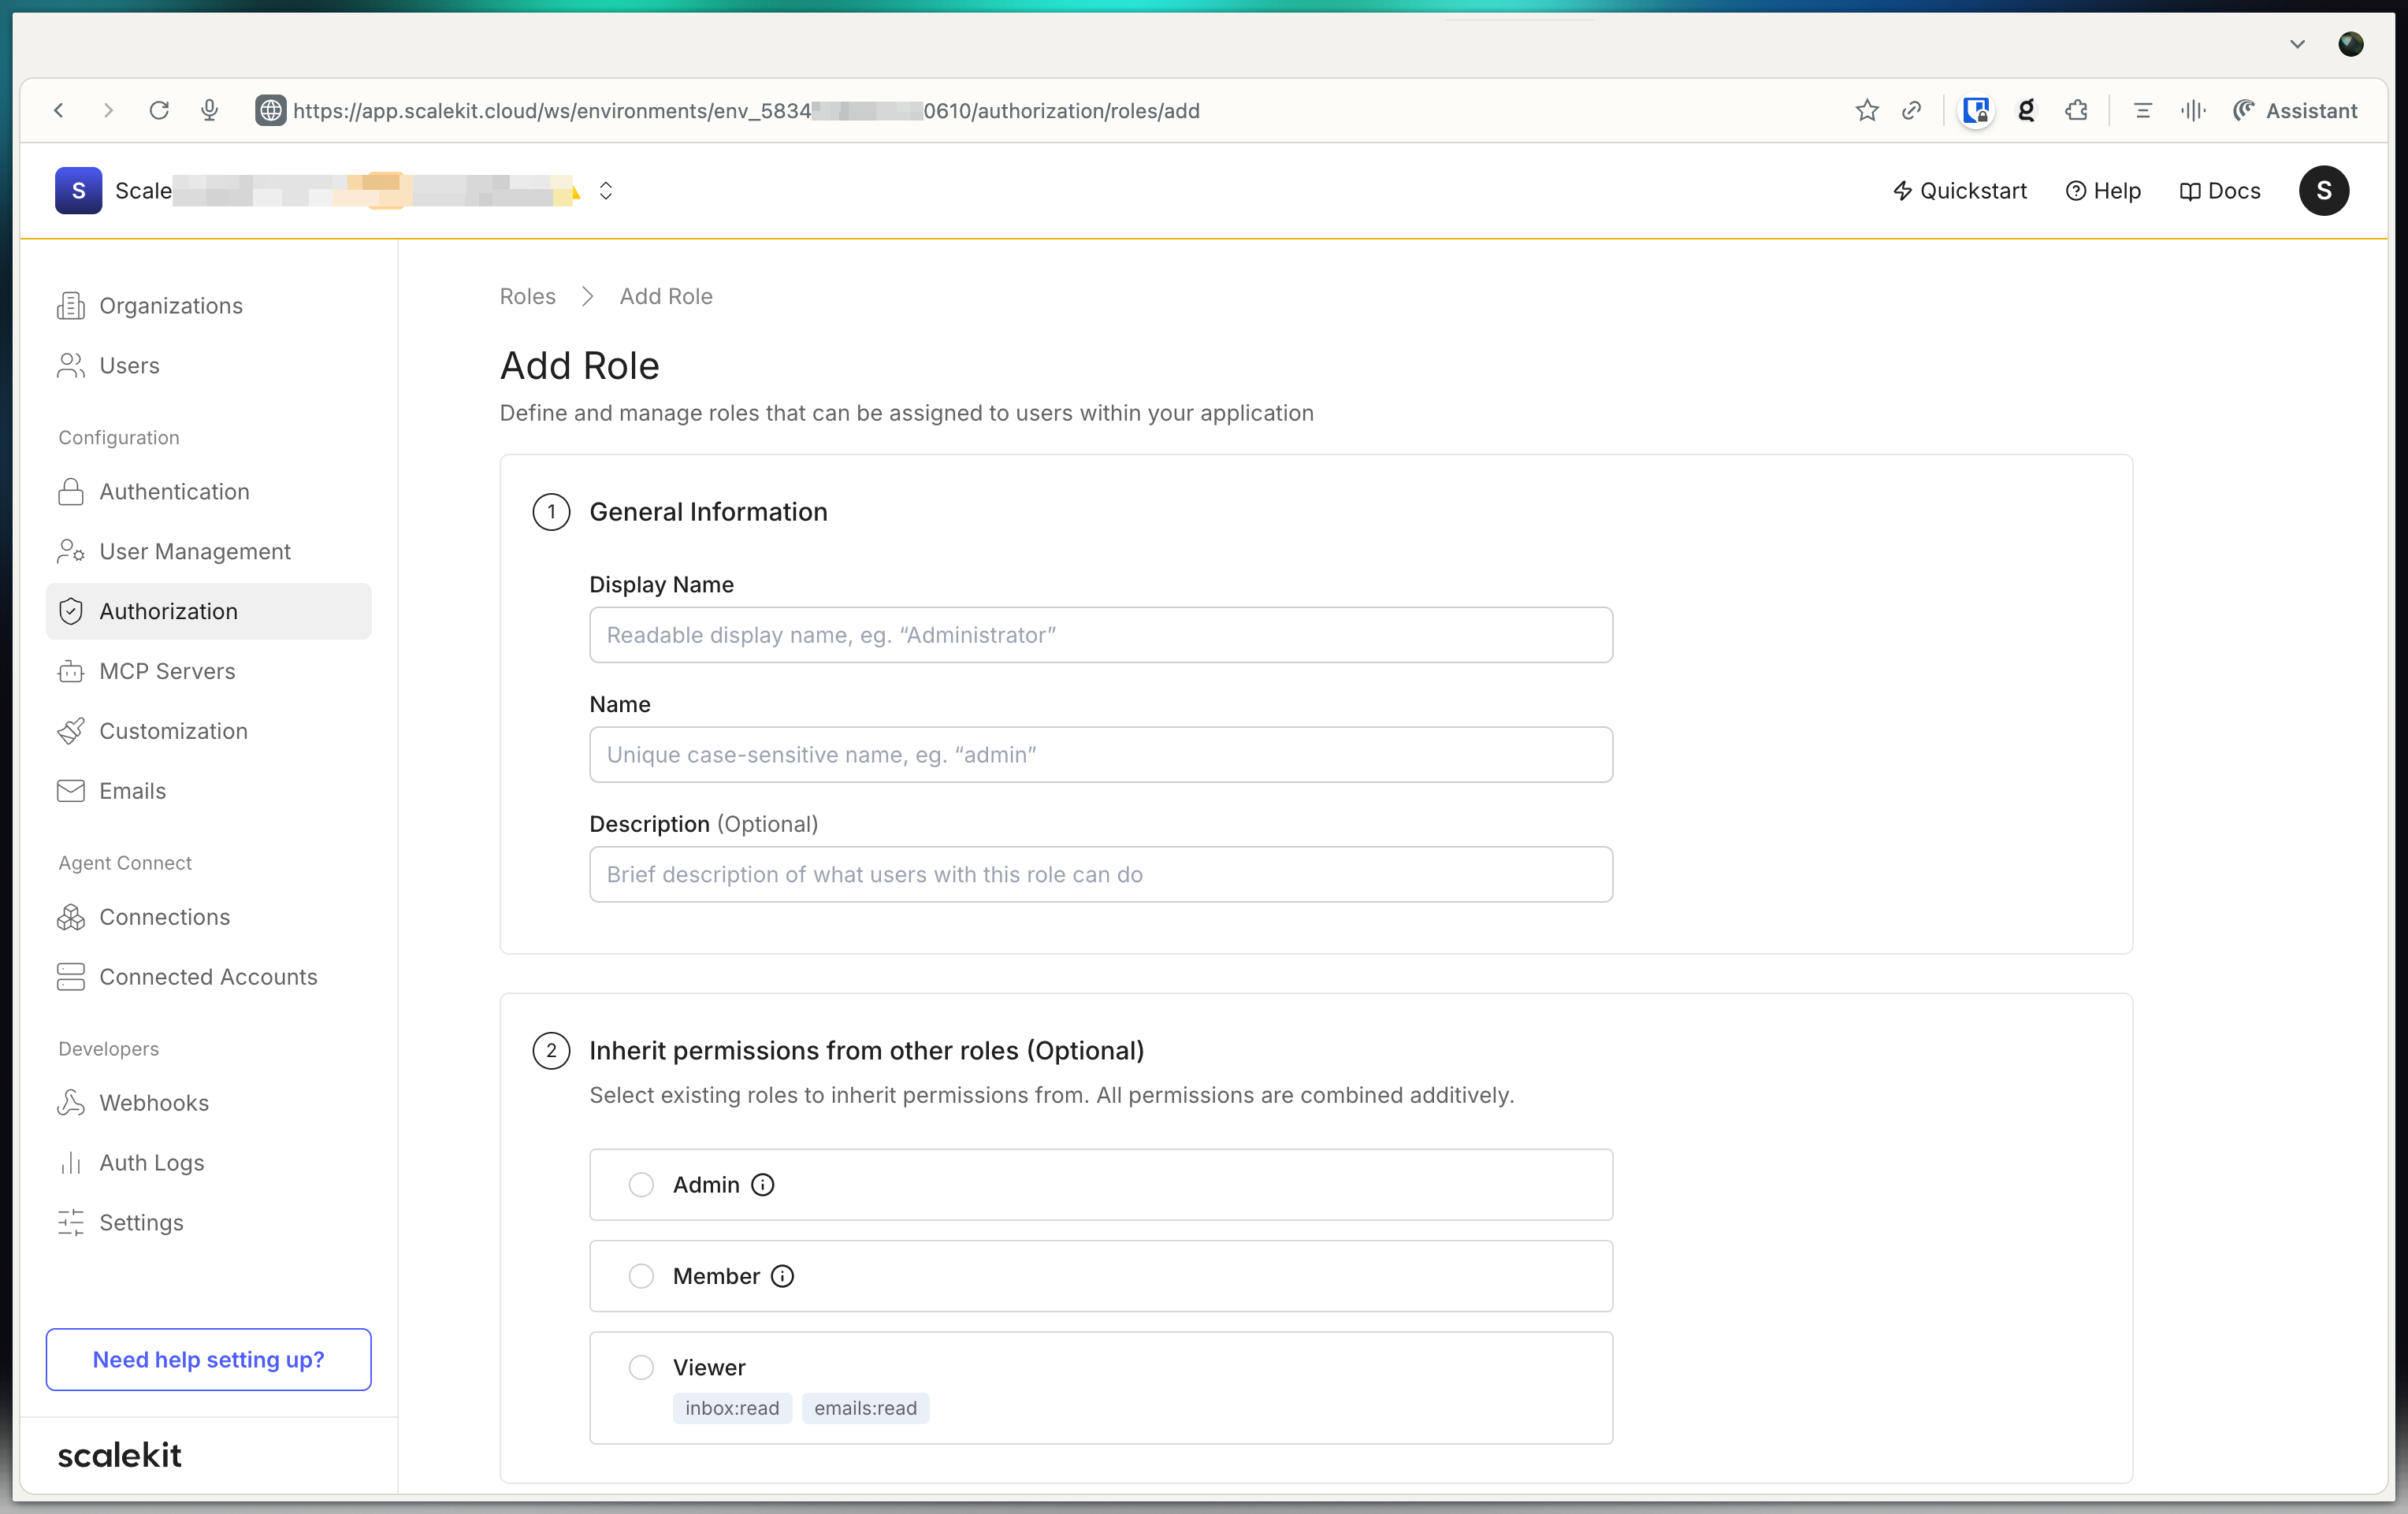 https://app.scalekit.cloud/ws/environments/env_5834 0610/authorization/roles/add
g
Assistant
S
Scale
Quickstart
Help
Docs
S
Organizations
Users
Configuration
Authentication
User Management
Authorization
MCP Servers
Customization
Emails
Agent Connect
Connections
Connected Accounts
Developers
Webhooks
Auth Logs
Settings
Need help setting up?
scalekit
Roles
Add Role
Add Role
Define and manage roles that can be assigned to users within your application
1
General Information
Display Name
Readable display name, eg. “Administrator”
Name
Unique case-sensitive name, eg. “admin”
Description (Optional)
Brief description of what users with this role can do
2
Inherit permissions from other roles (Optional)
Select existing roles to inherit permissions from. All permissions are combined additively.
Admin
Member
Viewer
inbox:read emails:read